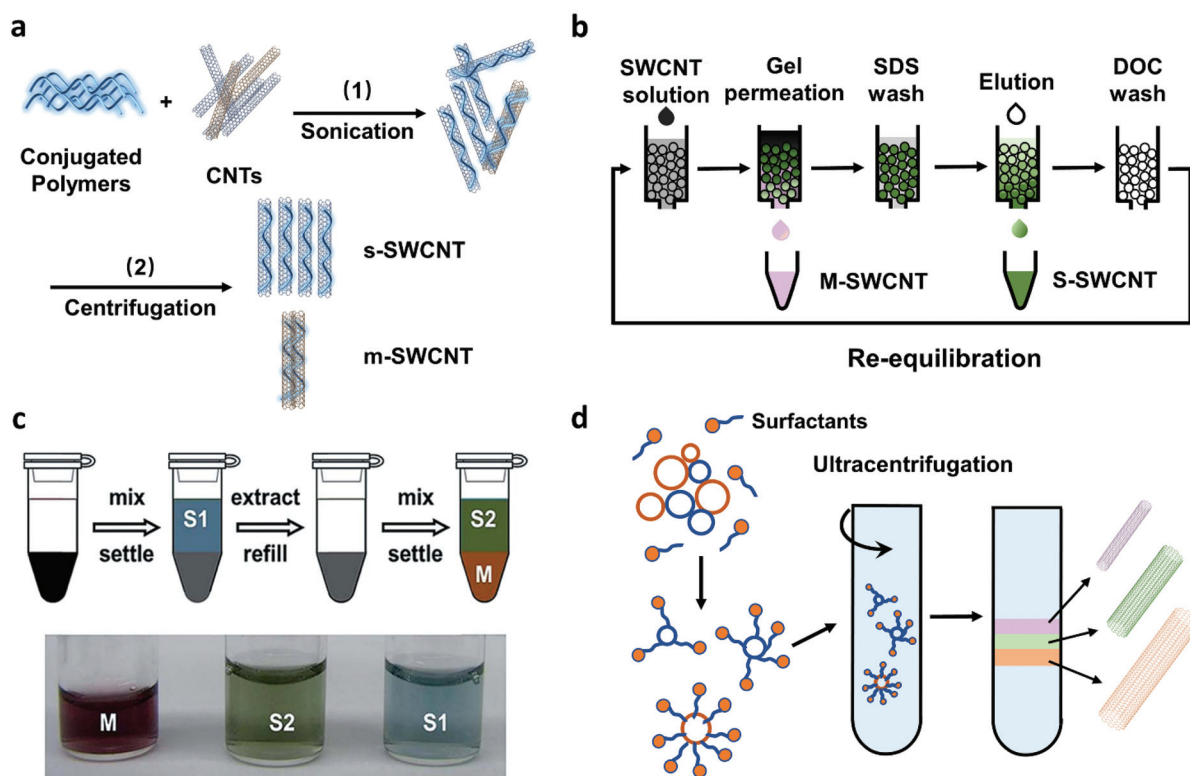 a
Conjugated
Polymers
+
CNTs
(1)
Sonication
(2)
Centrifugation
s-SWCNT
m-SWCNT
b
SWCNT
solution
Gel
permeation
SDS
wash
Elution
DOC
wash
M-SWCNT
S-SWCNT
Re-equilibration
c
mix
settle
S1
extract
refill
mix
settle
S2
M
M
S2
S1
d
Surfactants
Ultracentrifugation